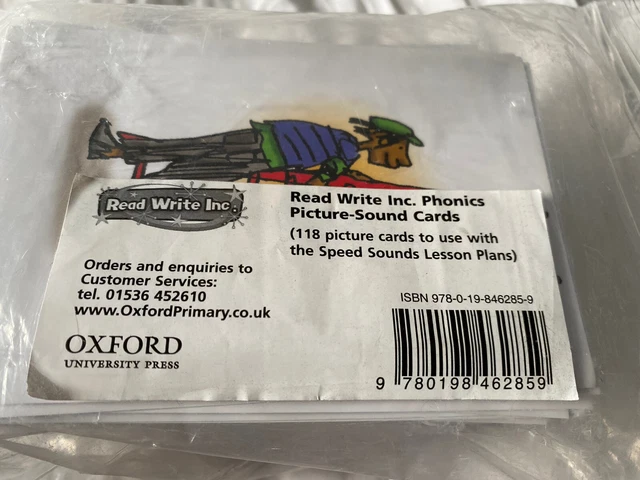 Read Write Inc.
Read Write Inc. Phonics
Picture-Sound Cards
(118 picture cards to use with
the Speed Sounds Lesson Plans)
Orders and enquiries to
Customer Services:
tel. 01536 452610
www.OxfordPrimary.co.uk
OXFORD
UNIVERSITY PRESS
ISBN 978-0-19-846285-9
9 780198 462859